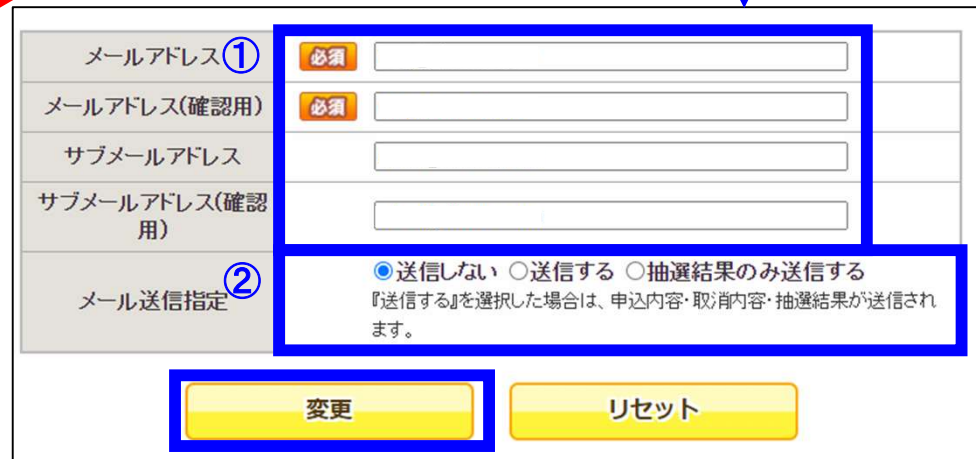 メールアドレス① 必須
メールアドレス(確認用) 必須
サブメールアドレス
サブメールアドレス(確認
用)
メール送信指定② ◉送信しない ○送信する ○抽選結果のみ送信する
『送信する』を選択した場合は、申込内容・取消内容・抽選結果が送信され
ます。
変更 リセット